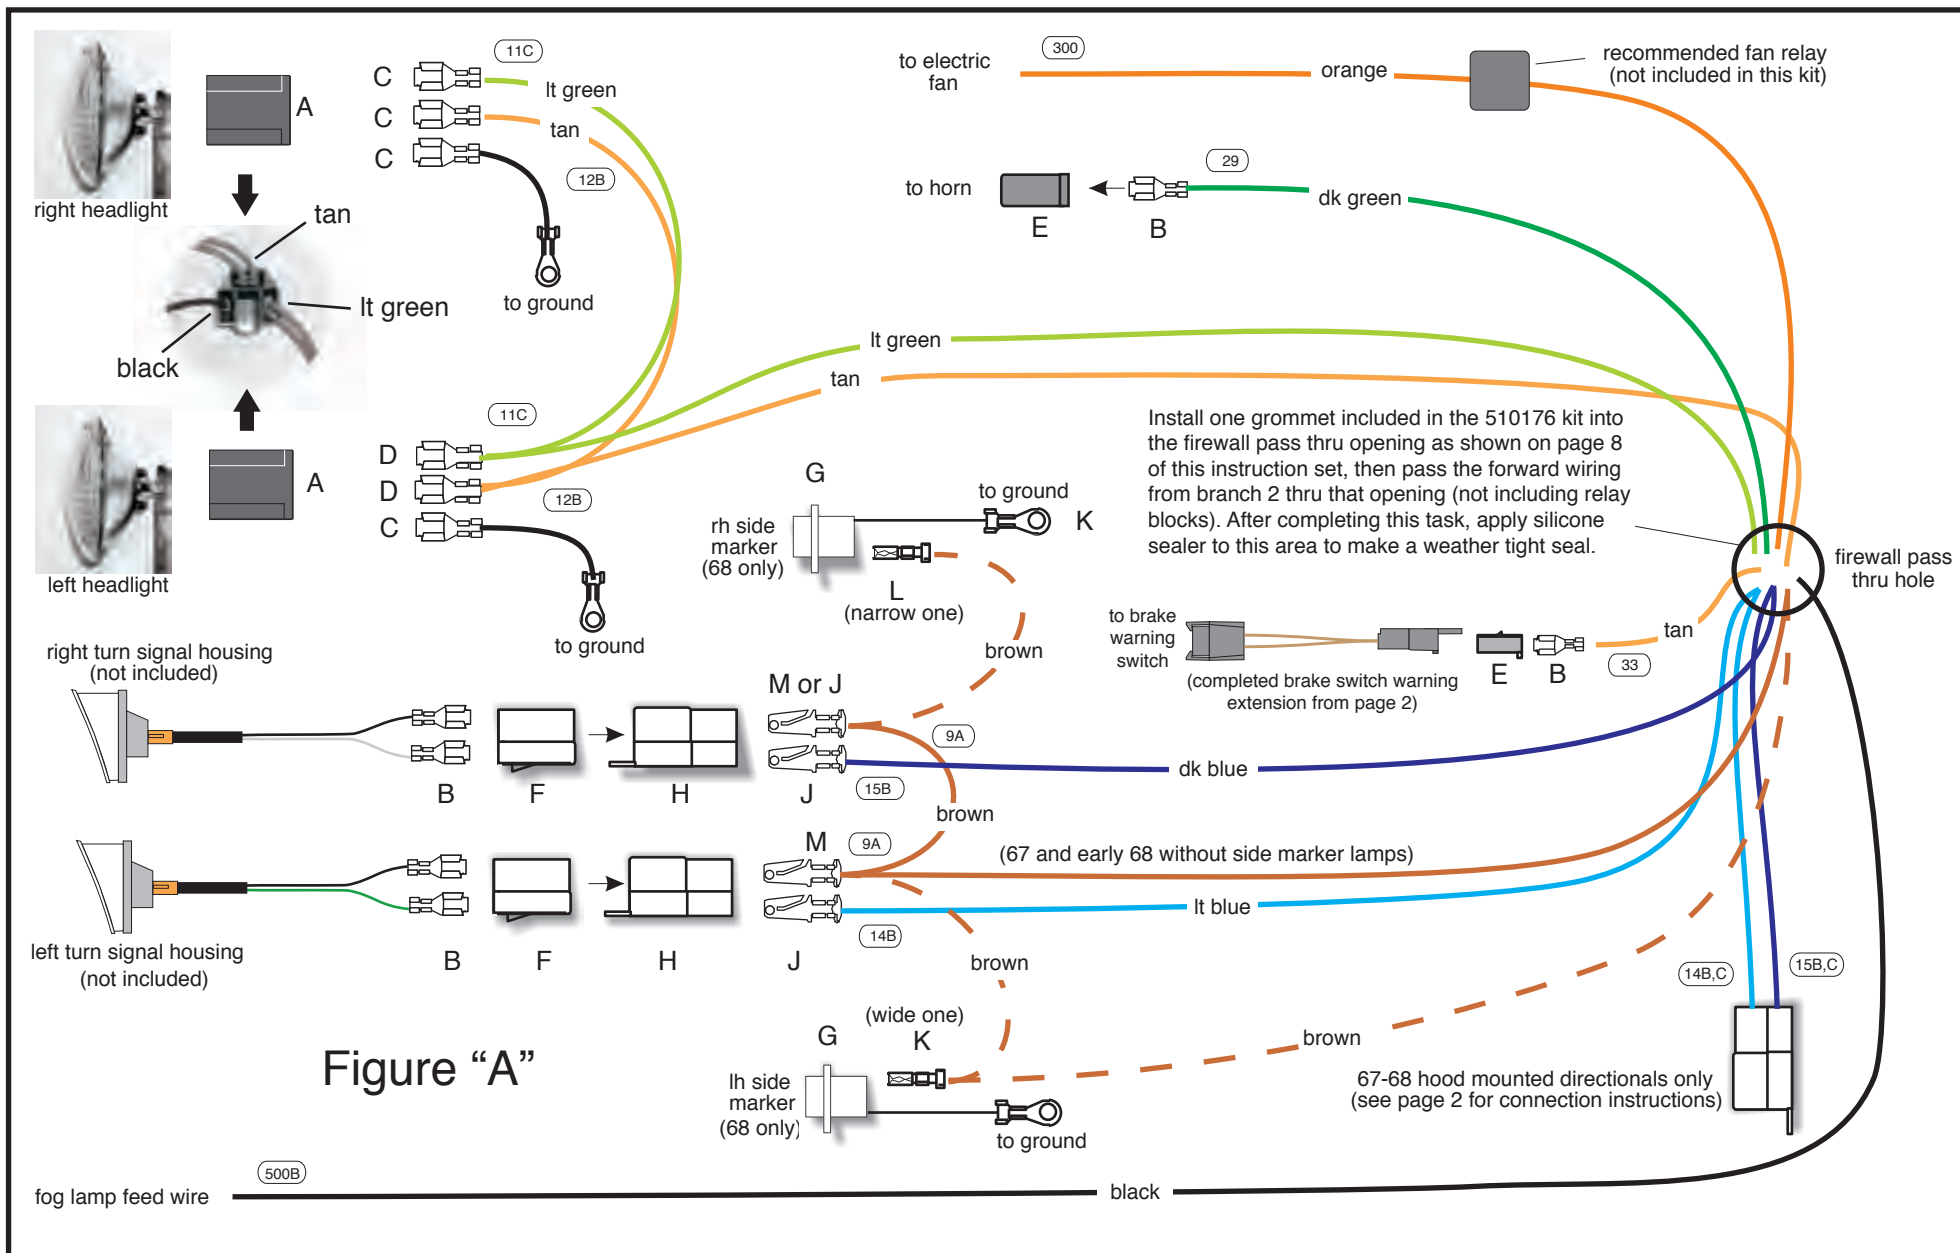 11C
C
lt green
A
C
tan
C
12B
right headlight
tan
to ground
lt green
black
11C
D
D
A
12B
C
left headlight
to ground
to electric
fan
300
orange
recommended fan relay
(not included in this kit)
29
to horn
dk green
E
B
lt green
tan
Install one grommet included in the 510176 kit into
the firewall pass thru opening as shown on page 8
of this instruction set, then pass the forward wiring
from branch 2 thru that opening (not including relay
blocks). After completing this task, apply silicone
sealer to this area to make a weather tight seal.
firewall pass
thru hole
G
to ground
K
rh side
marker
(68 only)
L
(narrow one)
brown
to brake
warning
switch
tan
33
E
B
(completed brake switch warning
extension from page 2)
right turn signal housing
(not included)
M or J
9A
dk blue
B
F
H
J
15B
brown
9A
M
(67 and early 68 without side marker lamps)
lt blue
14B
left turn signal housing
(not included)
B
F
H
J
brown
14B,C
15B,C
(wide one)
G
K
brown
lh side
marker
(68 only)
to ground
67-68 hood mounted directionals only
(see page 2 for connection instructions)
Figure “A”
500B
fog lamp feed wire
black